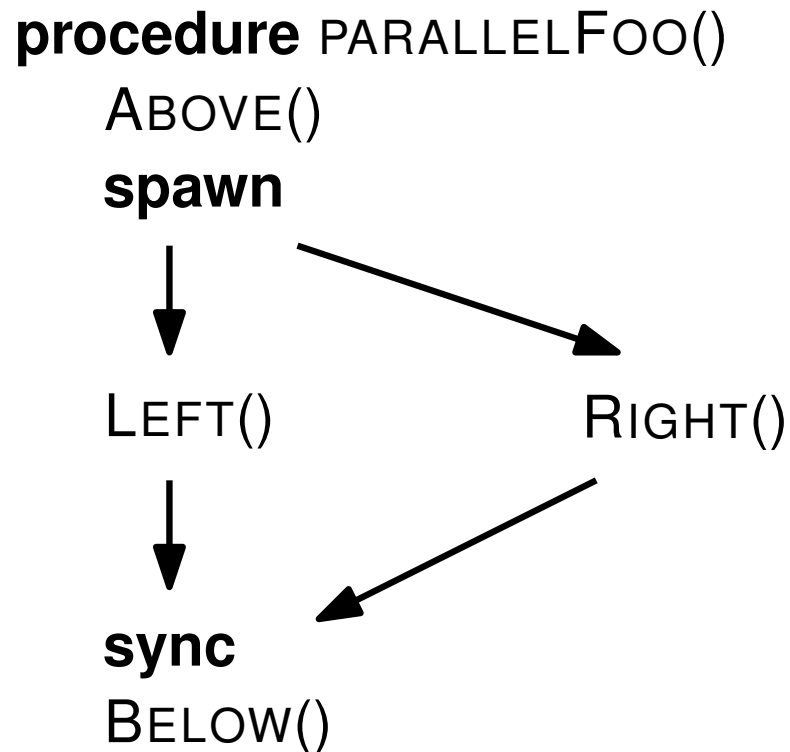 procedure PARALLELFOO()
ABOVE()
spawn
LEFT() RIGHT()
sync
BELOW()